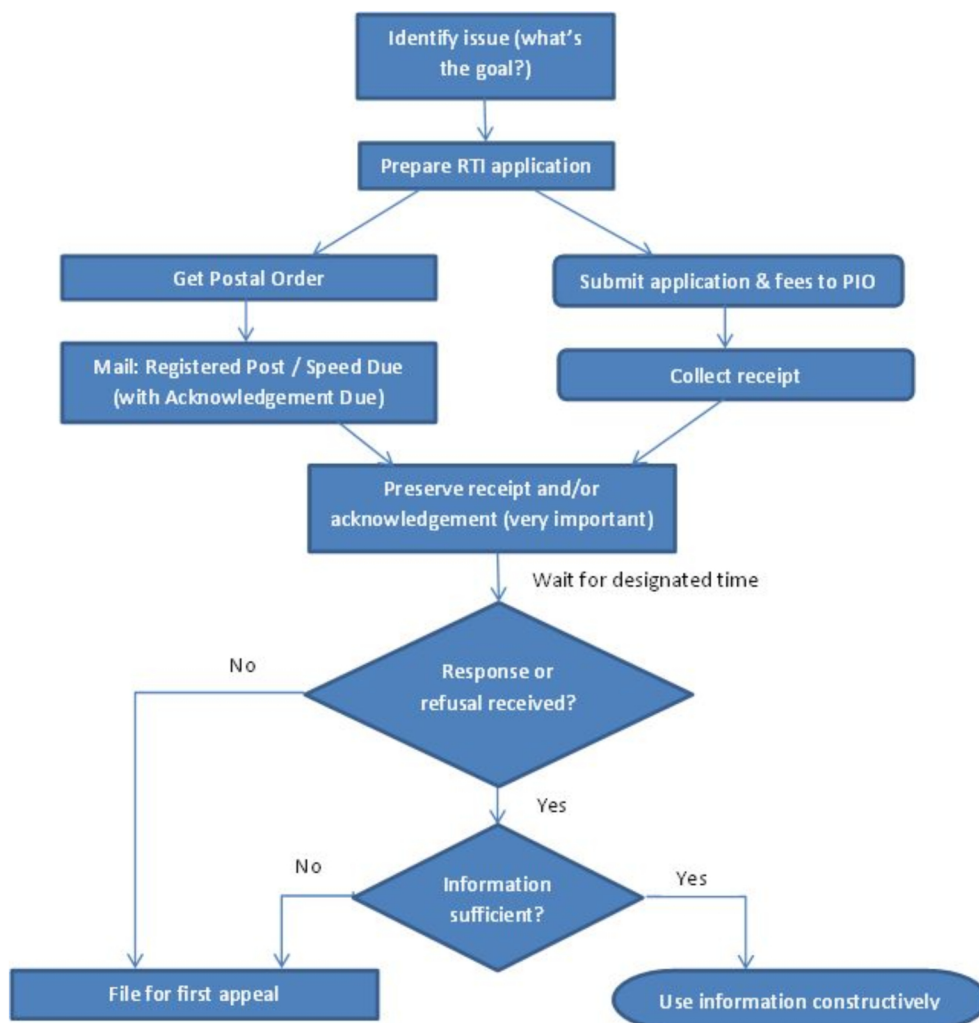 Identify issue (what's
the goal?)
Prepare RTI application
Get Postal Order
Submit application & fees to PIO
Mail: Registered Post / Speed Due
(with Acknowledgement Due)
Collect receipt
Preserve receipt and/or
acknowledgement (very important)
Wait for designated time
Response or
refusal received?
No
Yes
Information
sufficient?
No
Yes
File for first appeal
Use information constructively